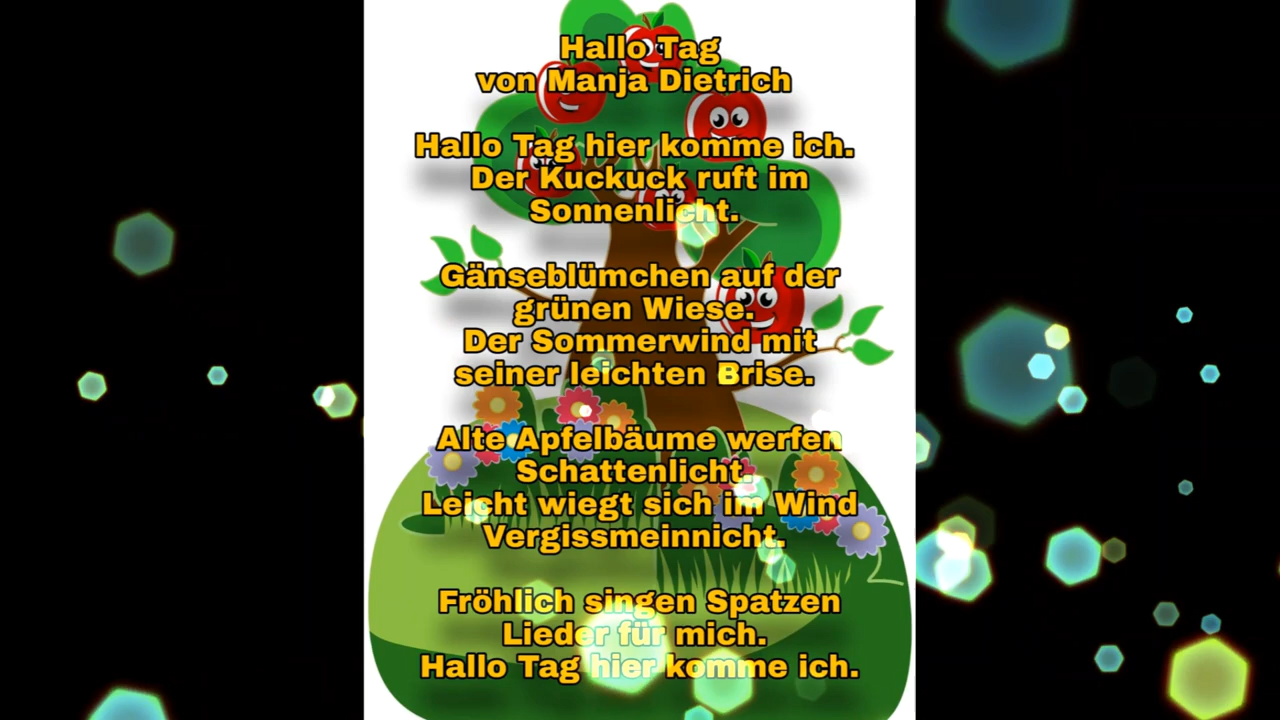 Hallo Tag
von Manja Dietrich
Hallo Tag hier komme ich.
Der Kuckuck ruft im
Sonnenlicht.
Gänseblümchen auf der
grünen Wiese.
Der Sommerwind mit
seiner leichten Brise.
Alte Apfelbäume werfen
Schattenlicht.
Leicht wiegt sich im Wind
Vergissmeinnicht.
Fröhlich singen Spatzen
Lieder für mich.
Hallo Tag hier komme ich.